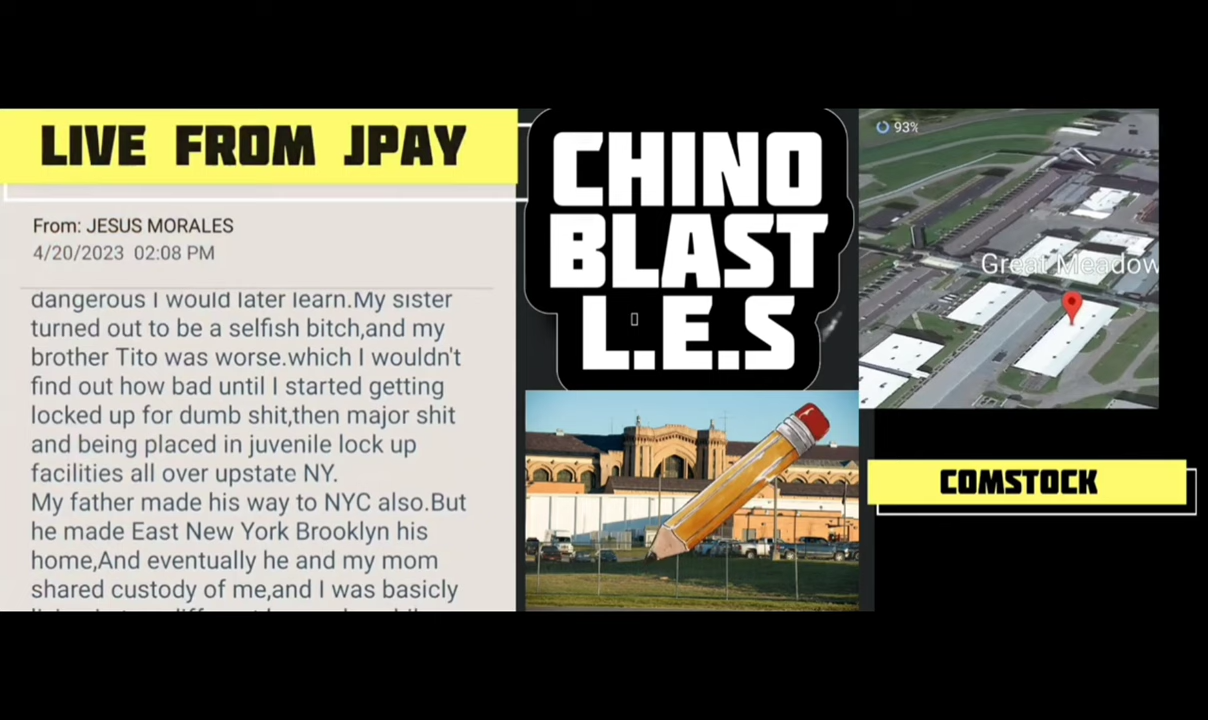 LIVE FROM JPAY
From: JESUS MORALES
4/20/2023 02:08 PM
dangerous I would later learn.My sister
turned out to be a selfish bitch,and my
brother Tito was worse.which I wouldn't
find out how bad until I started getting
locked up for dumb shit,then major shit
and being placed in juvenile lock up
facilities all over upstate NY.
My father made his way to NYC also.But
he made East New York Brooklyn his
home,And eventually he and my mom
shared custody of me,and I was basicly
CHINO
BLAST
L.E.S
93%
Great Meadow
COMSTOCK